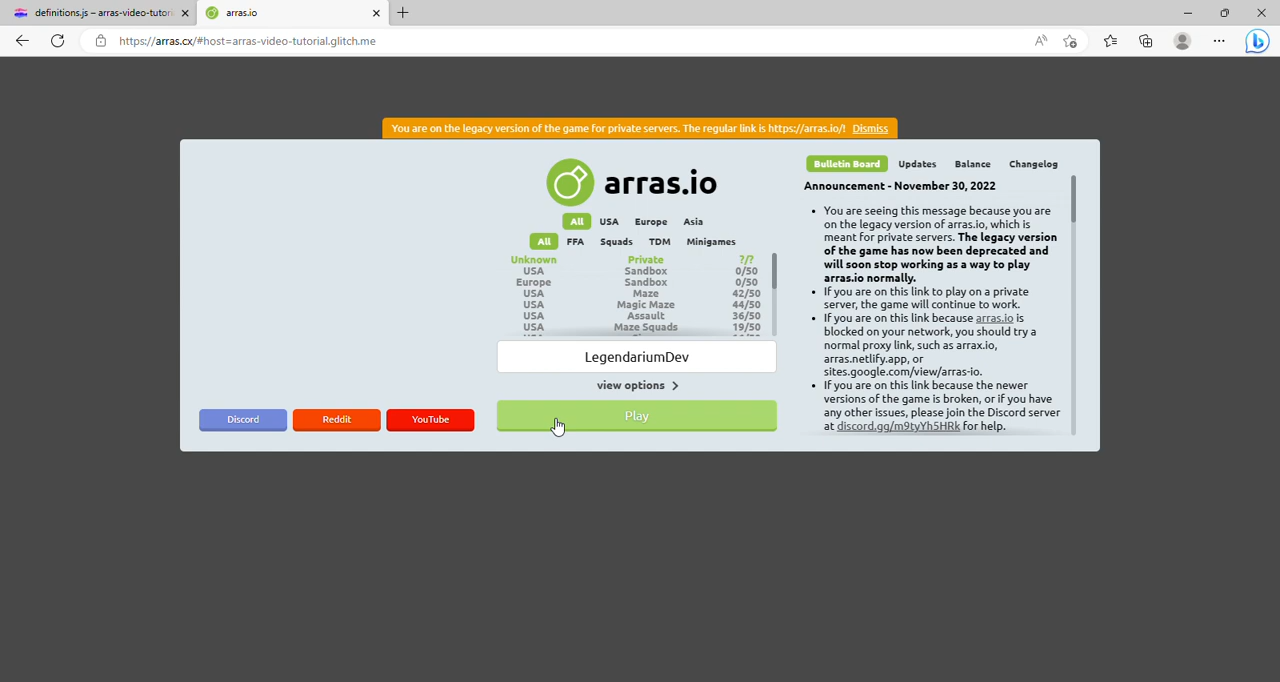 definitions.js – arras-video-tutori
arras.io
https://arras.cx/#host=arras-video-tutorial.glitch.me
You are on the legacy version of the game for private servers. The regular link is https://arras.io/! Dismiss
arras.io
All USA Europe Asia
All FFA Squads TDM Minigames
Unknown Private ?/?
USA Sandbox 0/50
Europe Sandbox 0/50
USA Maze 42/50
USA Magic Maze 44/50
USA Assault 36/50
USA Maze Squads 19/50
LegendariumDev
view options >
Play
Discord Reddit YouTube
Bulletin Board Updates Balance Changelog
Announcement - November 30, 2022
• You are seeing this message because you are
on the legacy version of arras.io, which is
meant for private servers. The legacy version
of the game has now been deprecated and
will soon stop working as a way to play
arras.io normally.
• If you are on this link to play on a private
server, the game will continue to work.
• If you are on this link because arras.io is
blocked on your network, you should try a
normal proxy link, such as arrax.io,
arras.netlify.app, or
sites.google.com/view/arras-io.
• If you are on this link because the newer
versions of the game is broken, or if you have
any other issues, please join the Discord server
at discord.gg/m9tyYh5HRk for help.